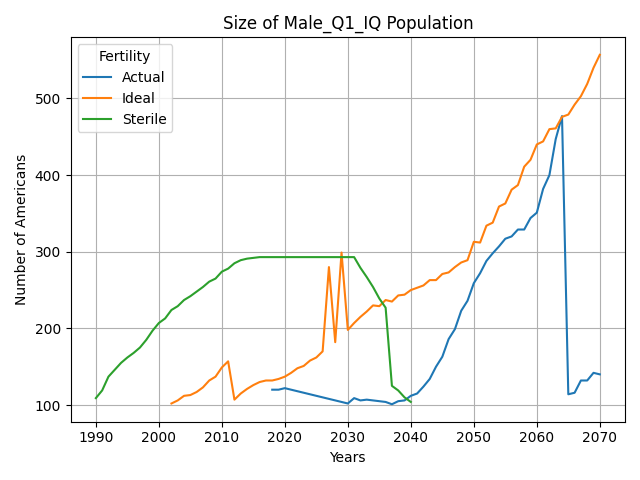 Size of Male_Q1_IQ Population
Fertility
Actual
Ideal
Sterile
Number of Americans
500
400
300
200
100
1990 2000 2010 2020 2030 2040 2050 2060 2070
Years